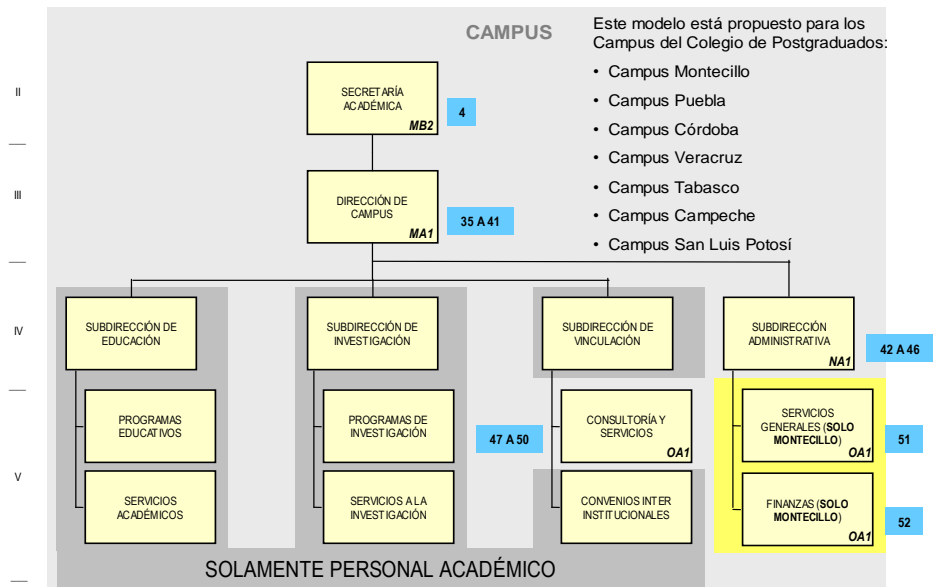 CAMPUS
Este modelo está propuesto para los
Campus del Colegio de Postgraduados:
• Campus Montecillo
• Campus Puebla
• Campus Córdoba
• Campus Veracruz
• Campus Tabasco
• Campus Campeche
• Campus San Luis Potosí
II
SECRETARÍA
ACADÉMICA
MB2
4
III
DIRECCIÓN DE
CAMPUS
MA1
35 A 41
IV
SUBDIRECCIÓN DE
EDUCACIÓN
SUBDIRECCIÓN DE
INVESTIGACIÓN
SUBDIRECCIÓN DE
VINCULACIÓN
SUBDIRECCIÓN
ADMINISTRATIVA
NA1
42 A 46
V
PROGRAMAS
EDUCATIVOS
PROGRAMAS DE
INVESTIGACIÓN
47 A 50
CONSULTORÍA Y
SERVICIOS
OA1
SERVICIOS
GENERALES (SOLO
MONTECILLO)
OA1
51
SERVICIOS
ACADÉMICOS
SERVICIOS A LA
INVESTIGACIÓN
CONVENIOS INTER
INSTITUCIONALES
FINANZAS (SOLO
MONTECILLO)
OA1
52
SOLAMENTE PERSONAL ACADÉMICO